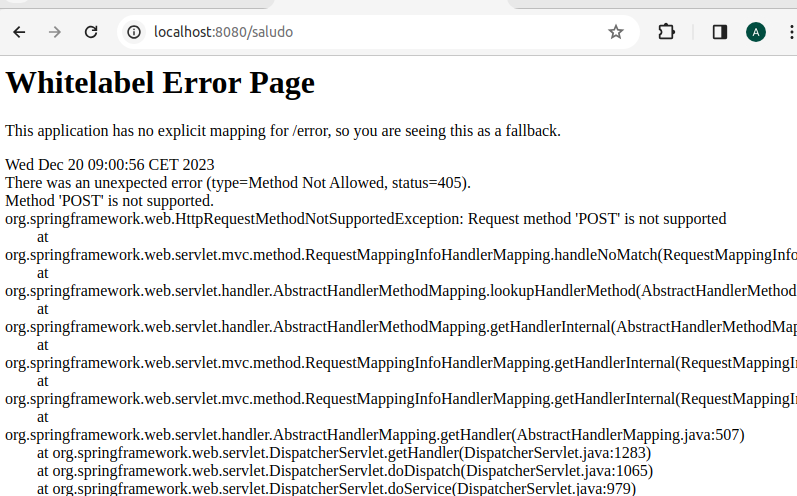 localhost:8080/saludo
A
Whitelabel Error Page
This application has no explicit mapping for /error, so you are seeing this as a fallback.
Wed Dec 20 09:00:56 CET 2023
There was an unexpected error (type=Method Not Allowed, status=405).
Method 'POST' is not supported.
org.springframework.web.HttpRequestMethodNotSupportedException: Request method 'POST' is not supported
at
org.springframework.web.servlet.mvc.method.RequestMappingInfoHandlerMapping.handleNoMatch(RequestMappingInfo
at
org.springframework.web.servlet.handler.AbstractHandlerMethodMapping.lookupHandlerMethod(AbstractHandlerMethod
at
org.springframework.web.servlet.handler.AbstractHandlerMethodMapping.getHandlerInternal(AbstractHandlerMethodMap
at
org.springframework.web.servlet.mvc.method.RequestMappingInfoHandlerMapping.getHandlerInternal(RequestMappingIn
at
org.springframework.web.servlet.mvc.method.RequestMappingInfoHandlerMapping.getHandlerInternal(RequestMappingIn
at
org.springframework.web.servlet.handler.AbstractHandlerMapping.getHandler(AbstractHandlerMapping.java:507)
at org.springframework.web.servlet.DispatcherServlet.getHandler(DispatcherServlet.java:1283)
at org.springframework.web.servlet.DispatcherServlet.doDispatch(DispatcherServlet.java:1065)
at org.springframework.web.servlet.DispatcherServlet.doService(DispatcherServlet.java:979)